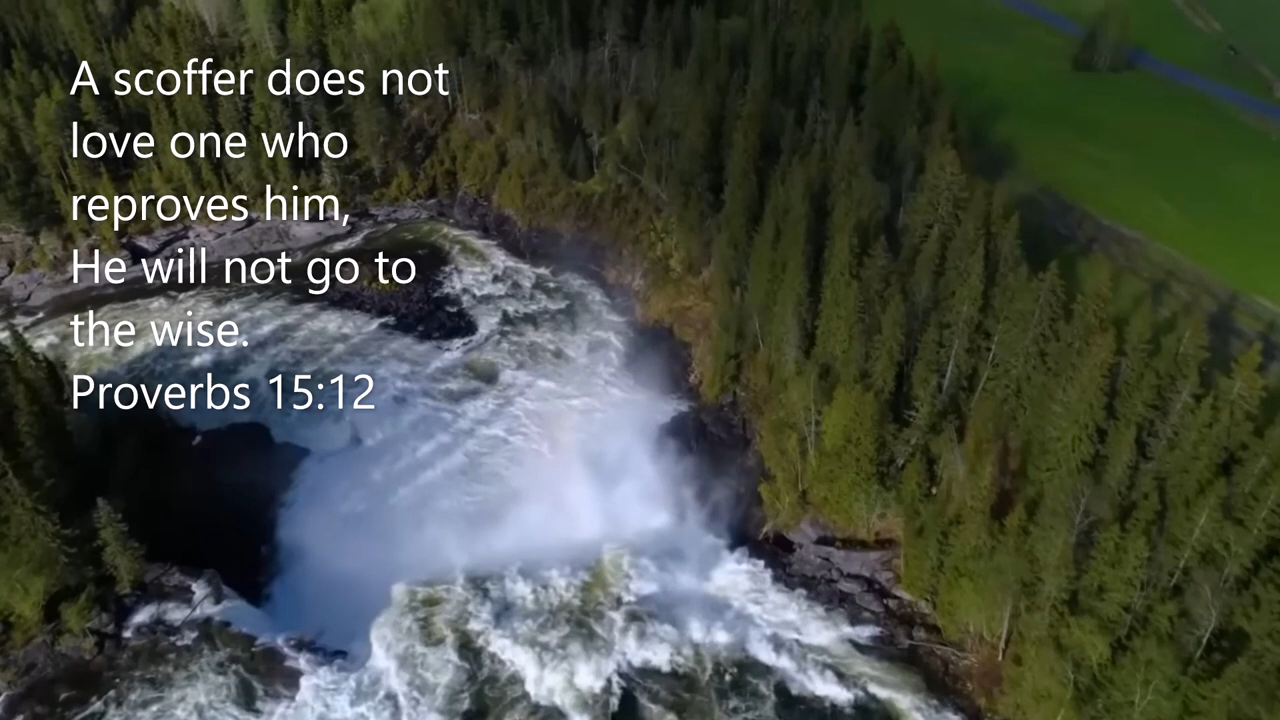 A scoffer does not
love one who
reproves him,
He will not go to
the wise.
Proverbs 15:12